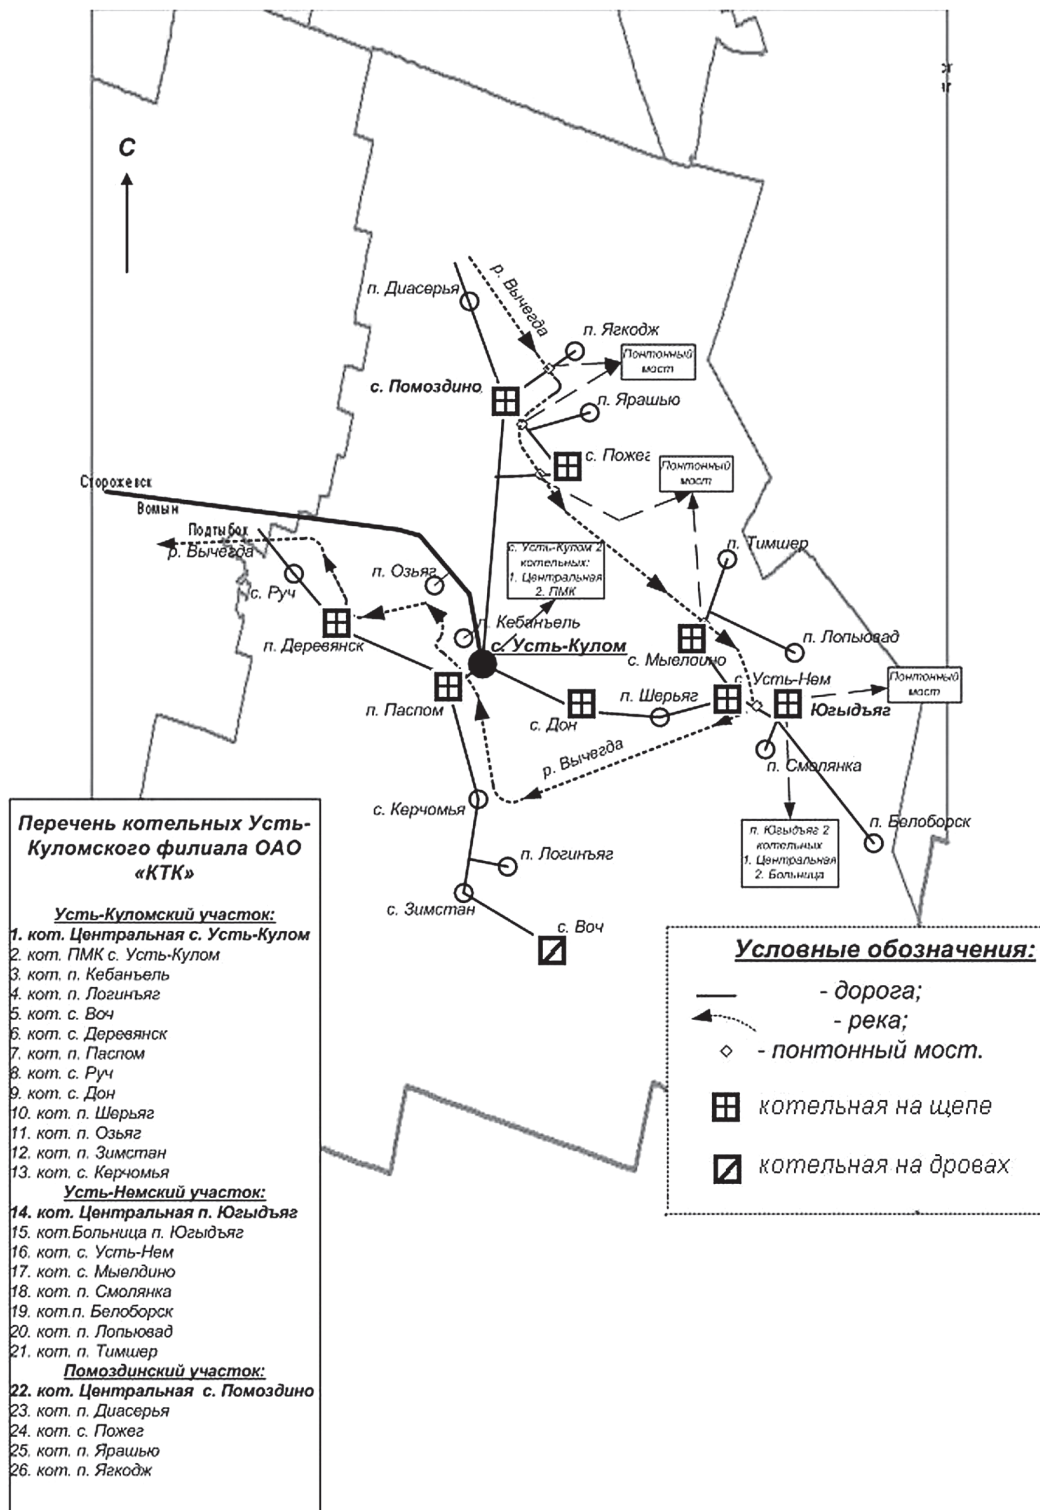 С
п. Диасерья
р. Вычегда
п. Ягкодж
Понтонный
мост
с. Помоздино
п. Ярашью
с. Пожег
Понтонный
мост
Сторожевск
Вомын
Подтыбок
р. Вычегда
с. Усть-Кулом 2
котельных:
1. Центральная
2. ПМК
п. Тимшер
п. Озъяг
с. Руч
п. Кебанъель
п. Лопьювад
п. Деревянск
с. Усть-Кулом
с. Мыелдино
с. Усть-Нем
Понтонный
мост
п. Шерьяг
п. Паспом
с. Дон
Югыдъяг
р. Вычегда
п. Смолянка
с. Керчомья
п. Белоборск
п. Югыдъяг 2
котельных
1. Центральная
2. Больница
п. Логинъяг
с. Зимстан
с. Воч
Перечень котельных Усть-
Куломского филиала ОАО
«КТК»
Усть-Куломский участок:
1. кот. Центральная с. Усть-Кулом
2. кот. ПМК с. Усть-Кулом
3. кот. п. Кебанъель
4. кот. п. Логинъяг
5. кот. с. Воч
6. кот. с. Деревянск
7. кот. п. Паспом
8. кот. с. Руч
9. кот. с. Дон
10. кот. п. Шерьяг
11. кот. п. Озьяг
12. кот. п. Зимстан
13. кот. с. Керчомья
Усть-Немский участок:
14. кот. Центральная п. Югыдъяг
15. кот.Больница п. Югыдъяг
16. кот. с. Усть-Нем
17. кот. с. Мыелдино
18. кот. п. Смолянка
19. кот.п. Белоборск
20. кот. п. Лопьювад
21. кот. п. Тимшер
Помоздинский участок:
22. кот. Центральная с. Помоздино
23. кот. п. Диасерья
24. кот. с. Пожег
25. кот. п. Ярашью
26. кот. п. Ягкодж
Условные обозначения:
- дорога;
- река;
- понтонный мост.
котельная на щепе
котельная на дровах